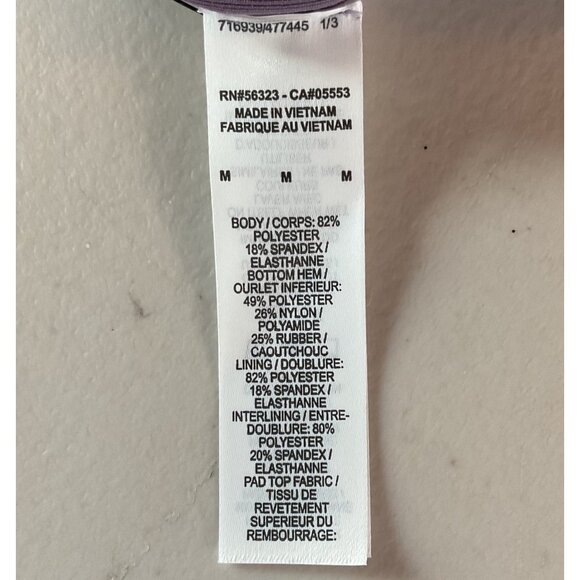 716939/477445 1/3
RN#56323 - CA#05553
MADE IN VIETNAM
FABRIQUE AU VIETNAM
M M M
BODY / CORPS: 82%
POLYESTER
18% SPANDEX /
ELASTHANNE
BOTTOM HEM /
OURLET INFERIEUR:
49% POLYESTER
26% NYLON /
POLYAMIDE
25% RUBBER /
CAOUTCHOUC
LINING / DOUBLURE:
82% POLYESTER
18% SPANDEX /
ELASTHANNE
INTERLINING / ENTRE-
DOUBLURE: 80%
POLYESTER
20% SPANDEX /
ELASTHANNE
PAD TOP FABRIC /
TISSU DE
REVETEMENT
SUPERIEUR DU
REMBOURRAGE: